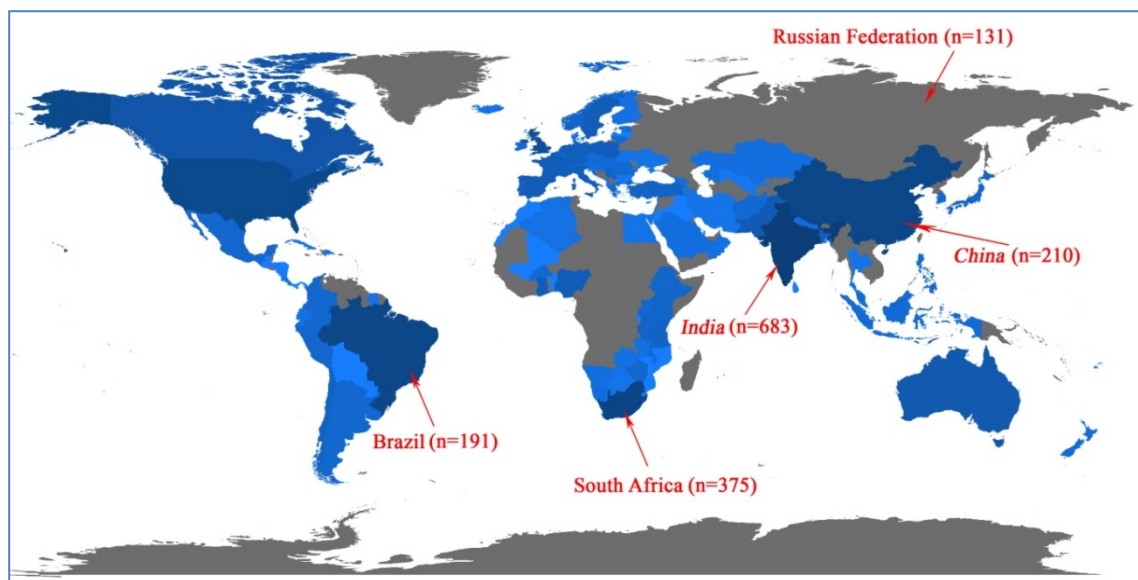 Russian Federation (n=131)
China (n=210)
India (n=683)
Brazil (n=191)
South Africa (n=375)